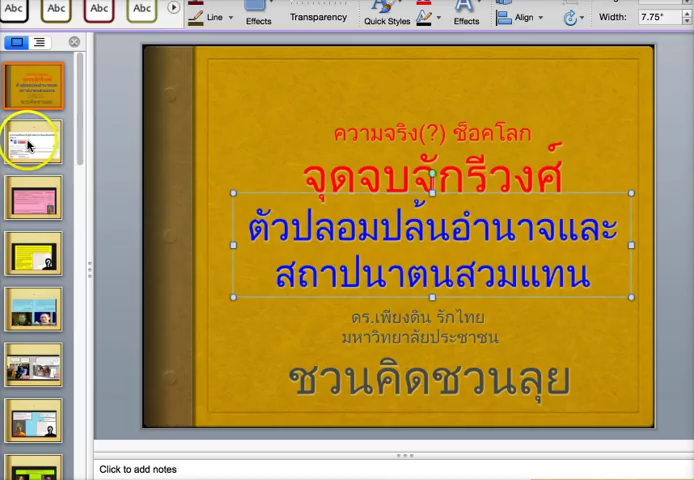 Abc Abc Abc Abc
Line
Effects
Transparency
Quick Styles
Effects
Align
Width: 7.75"
ความจริง(?) ช็อคโลก
จุดจบจักรีวงศ์
ตัวปลอมปล้นอำนาจและ
สถาปนาตนสวมแทน
ดร.เพียงดิน รักไทย
มหาวิทยาลัยประชาชน
ชวนคิดชวนลุย
Click to add notes